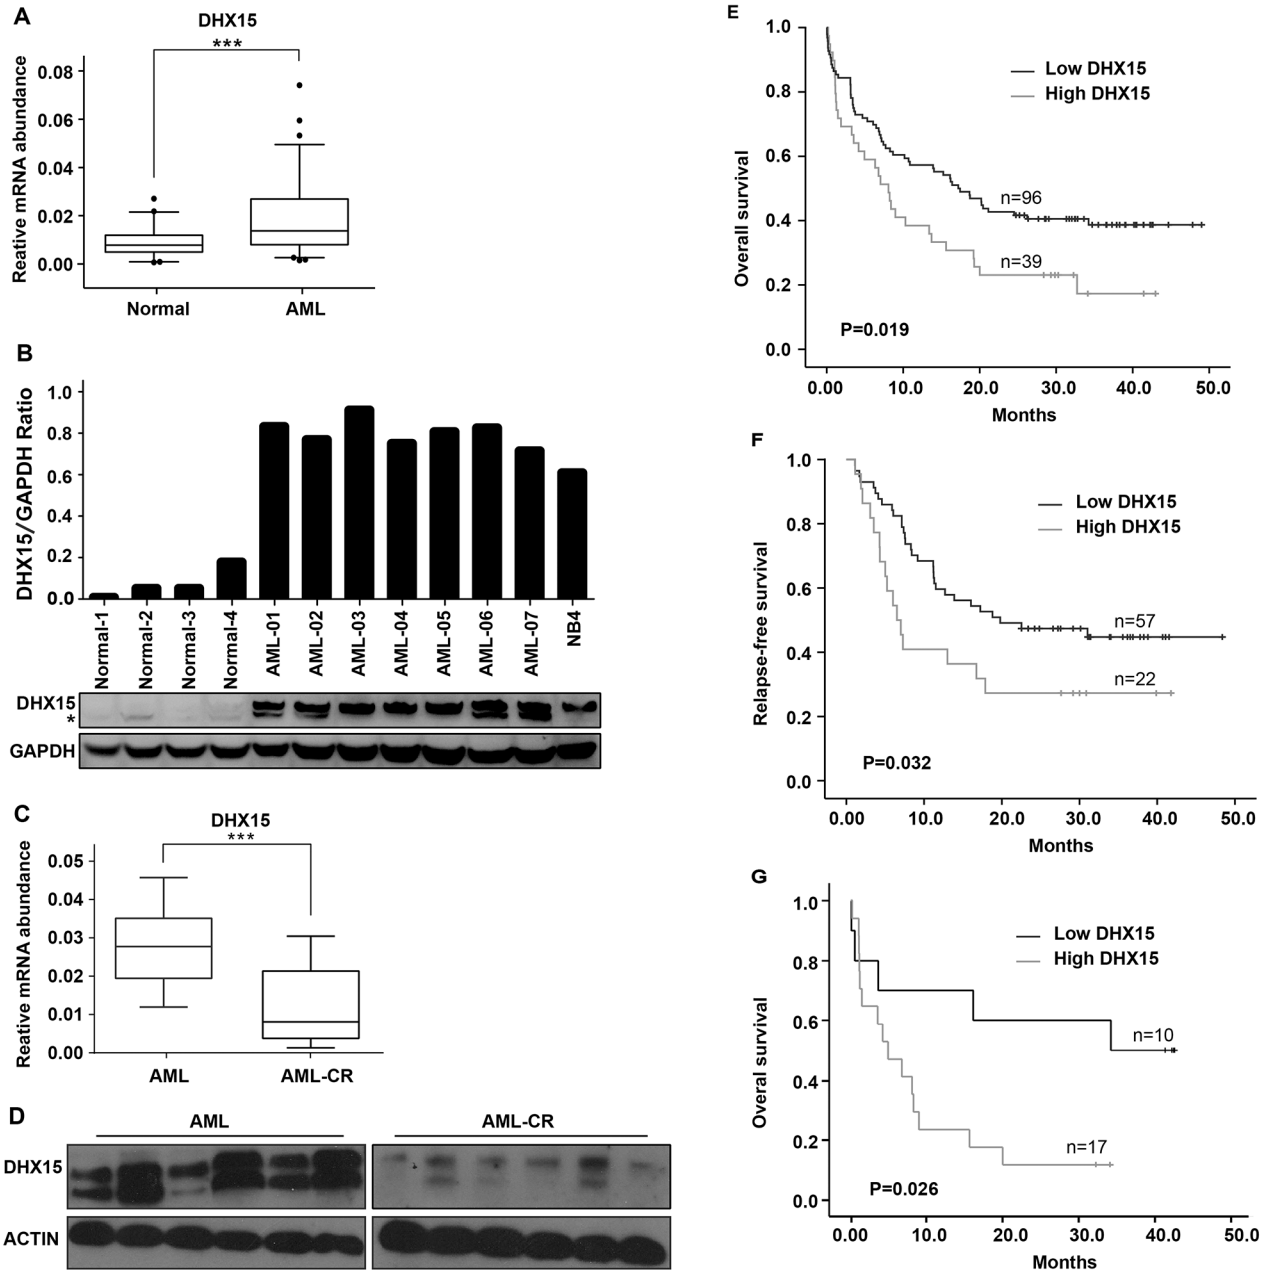 A
DHX15
***
Reative mRNA abundance
0.08
0.06
0.04
0.02
0.00
Normal AML
B
DHX15/GAPDH Ratio
1.0
0.8
0.6
0.4
0.2
0.0
Normal-1 Normal-2 Normal-3 Normal-4 AML-01 AML-02 AML-03 AML-04 AML-05 AML-06 AML-07 NB4
DHX15
*
GAPDH
C
DHX15
***
Reative mRNA abundance
0.05
0.04
0.03
0.02
0.01
0.00
AML AML-CR
D
AML AML-CR
DHX15
ACTIN
E
Overall survival
1.0
0.8
0.6
0.4
0.2
0.0
Low DHX15
High DHX15
n=96
n=39
P=0.019
0.00 10.0 20.0 30.0 40.0 50.0
Months
F
Relapse-free survival
1.0
0.8
0.6
0.4
0.2
0.0
Low DHX15
High DHX15
n=57
n=22
P=0.032
0.00 10.0 20.0 30.0 40.0 50.0
Months
G
Overal survival
1.0
0.8
0.6
0.4
0.2
0.0
Low DHX15
High DHX15
n=10
n=17
P=0.026
0.00 10.0 20.0 30.0 40.0 50.0
Months